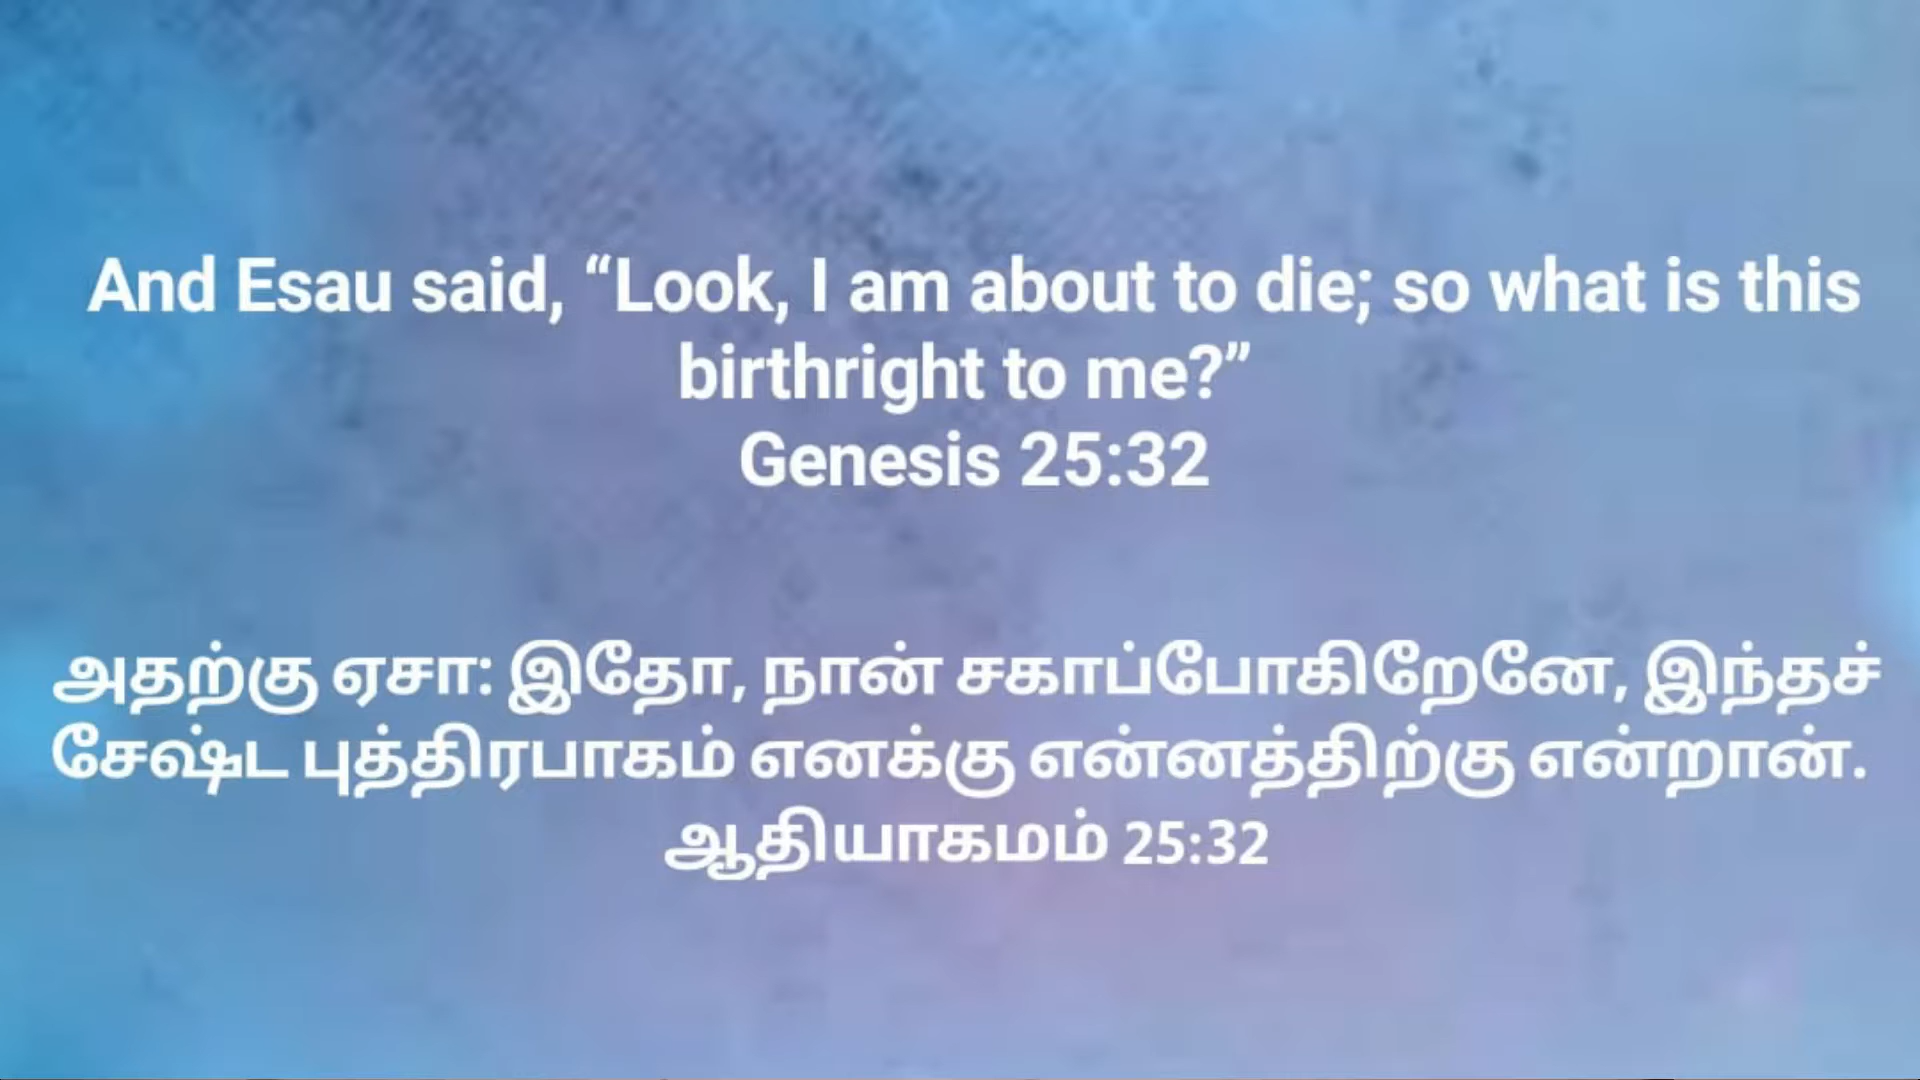 And Esau said, “Look, I am about to die; so what is this
birthright to me?”
Genesis 25:32
அதற்கு ஏசா: இதோ, நான் சகாப்போகிறேனே, இந்தச்
சேஷ்ட புத்திரபாகம் எனக்கு என்னத்திற்கு என்றான்.
ஆதியாகமம் 25:32